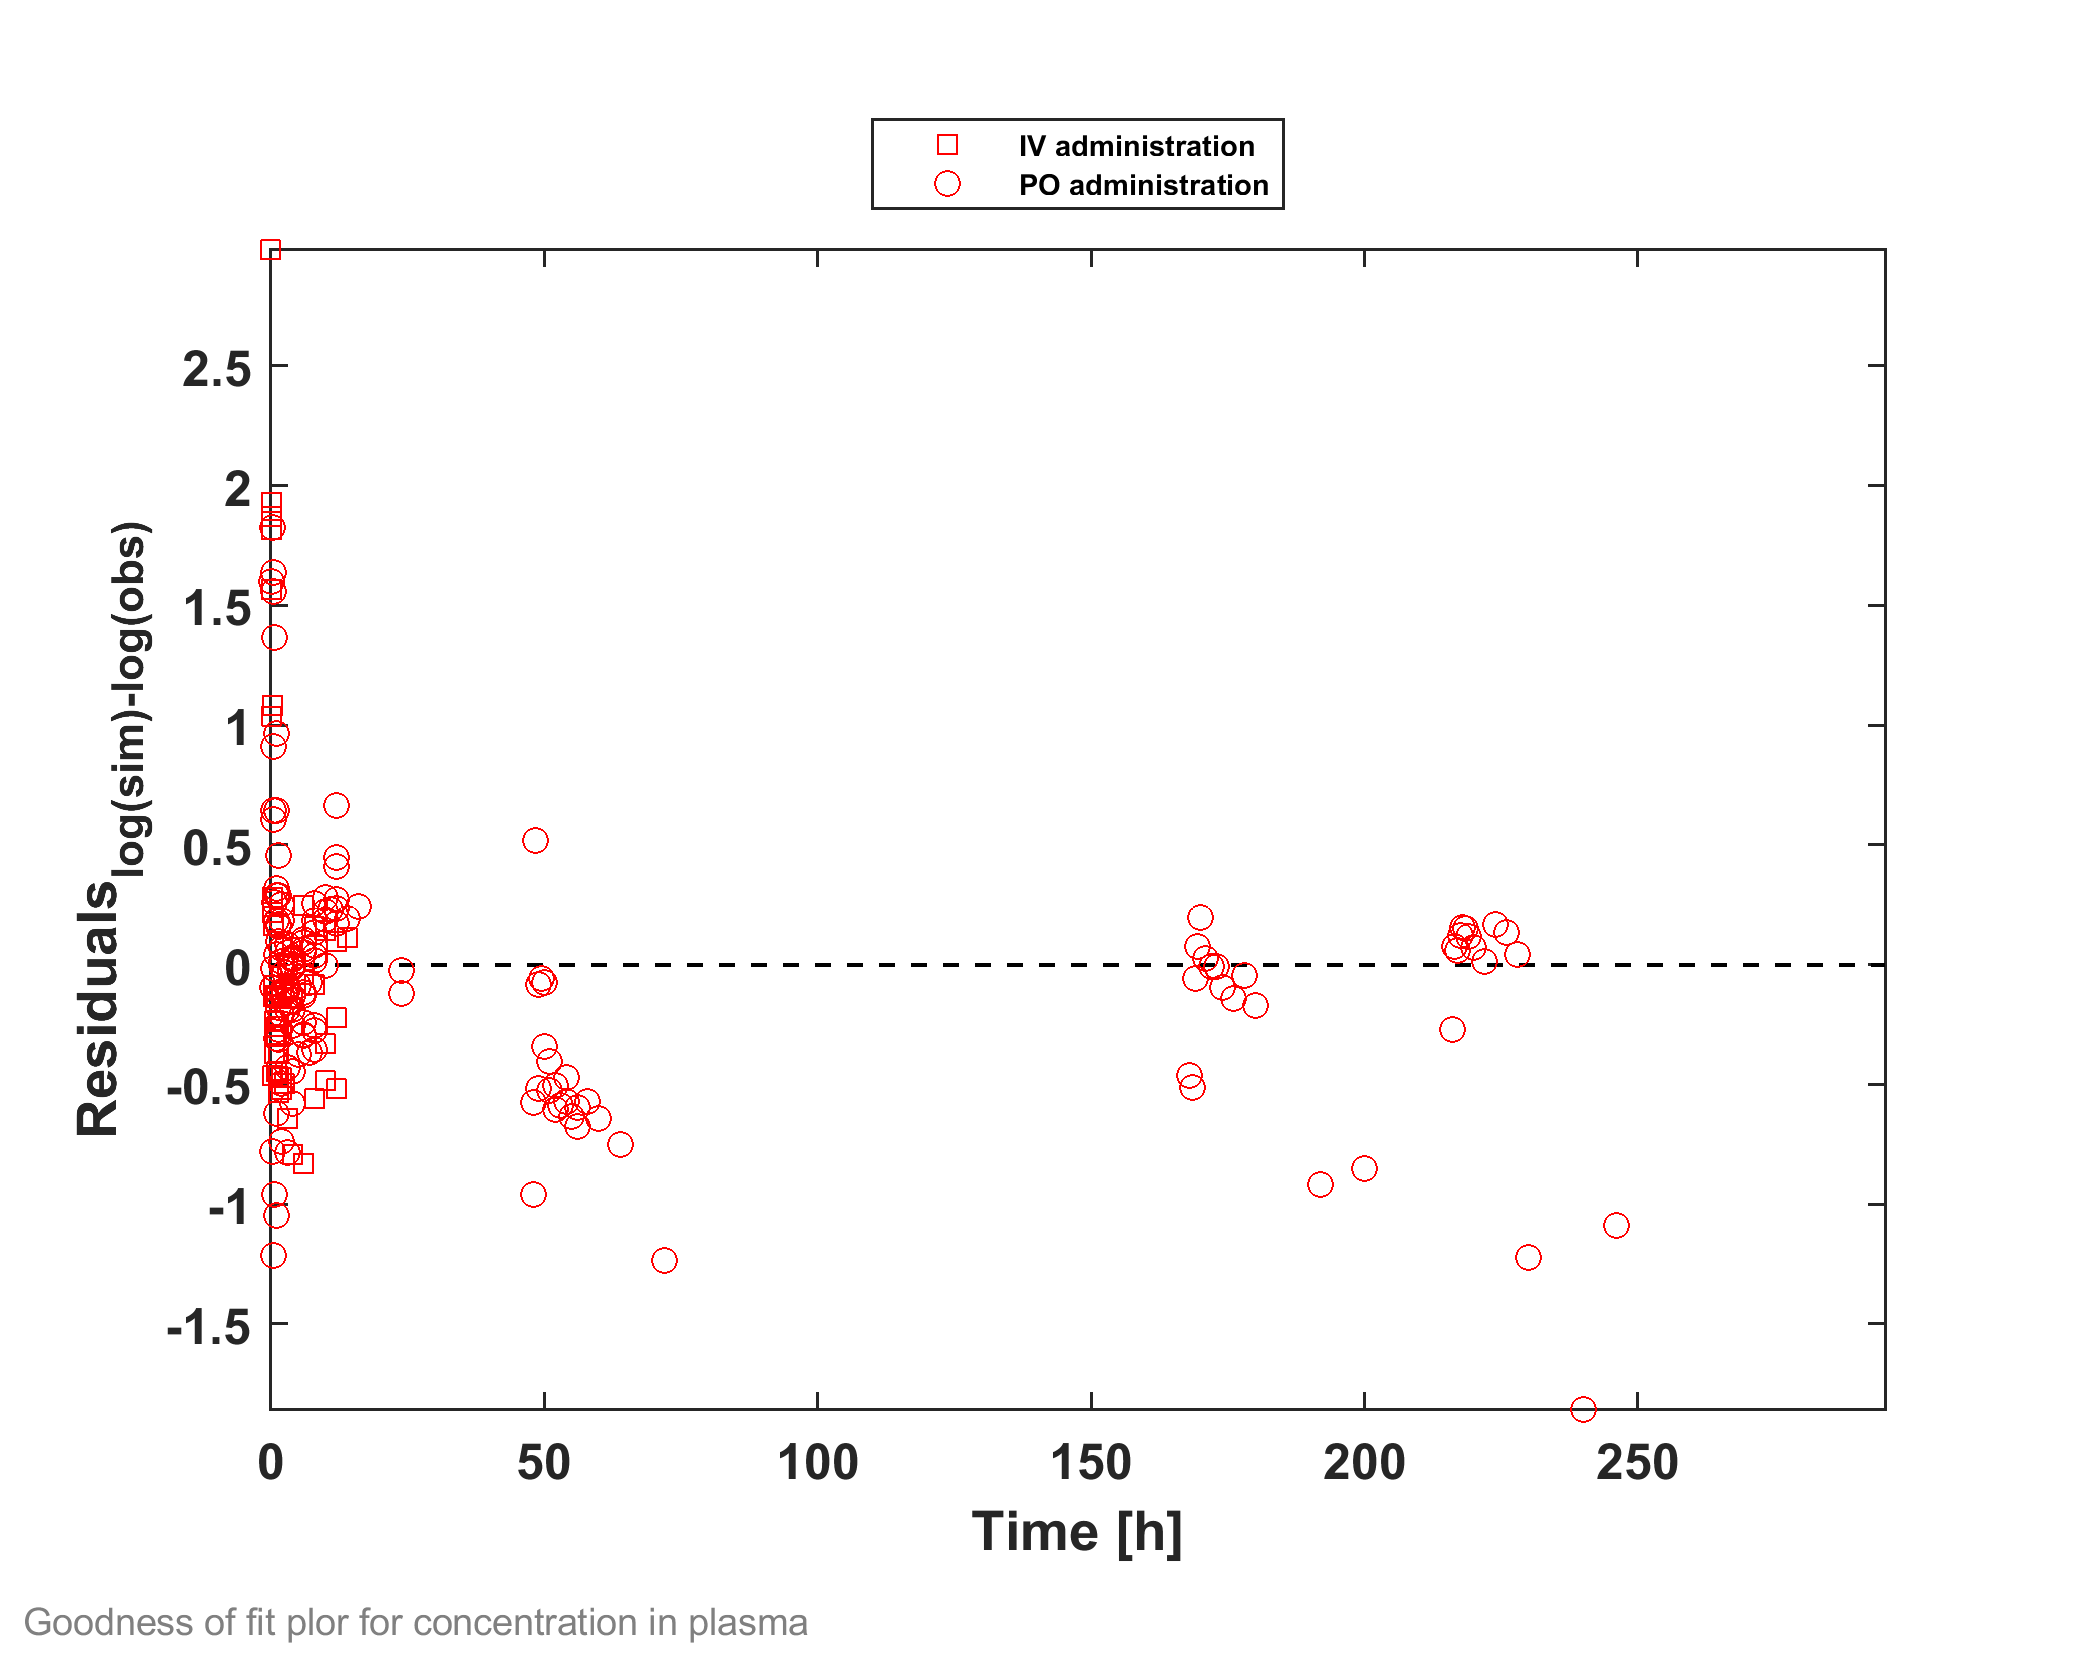 IV administration
PO administration
2.5
2
1.5
1
0.5
0
-0.5
-1
-1.5
Residuals log(sim)-log(obs)
0 50 100 150 200 250
Time [h]
Goodness of fit plor for concentration in plasma